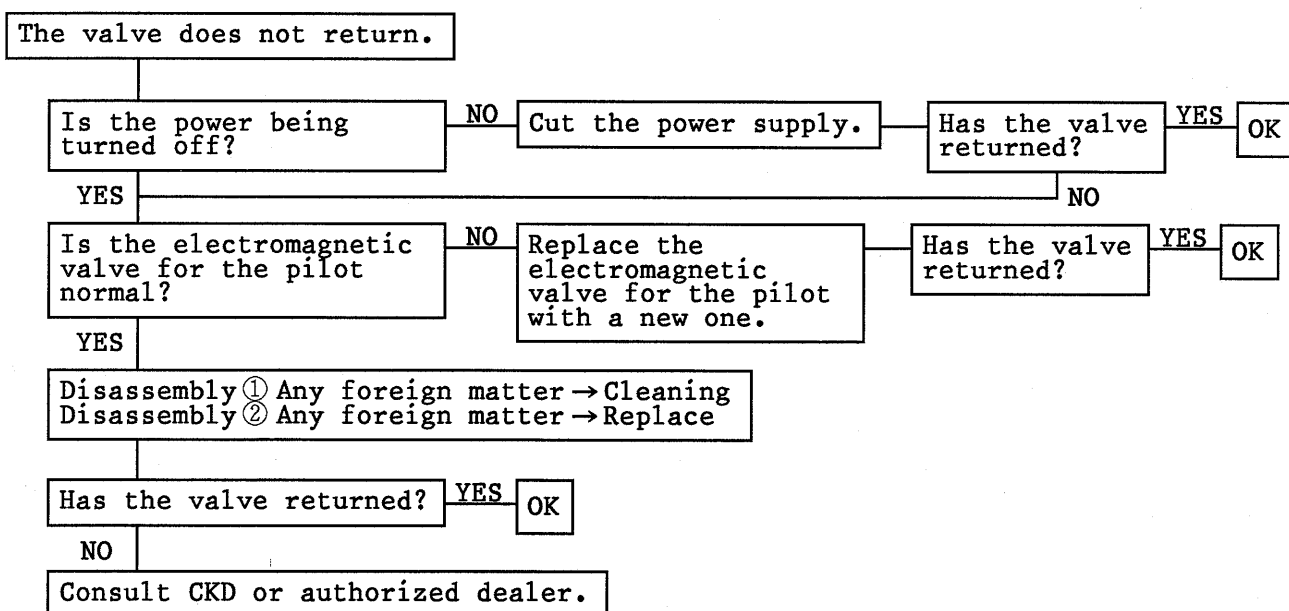 The valve does not return.
Is the power being
turned off?
NO
Cut the power supply.
Has the valve
returned?
YES
OK
YES
NO
Is the electromagnetic
valve for the pilot
normal?
NO
Replace the
electromagnetic
valve for the pilot
with a new one.
Has the valve
returned?
YES
OK
YES
Disassembly ① Any foreign matter → Cleaning
Disassembly ② Any foreign matter → Replace
Has the valve returned?
YES
OK
NO
Consult CKD or authorized dealer.